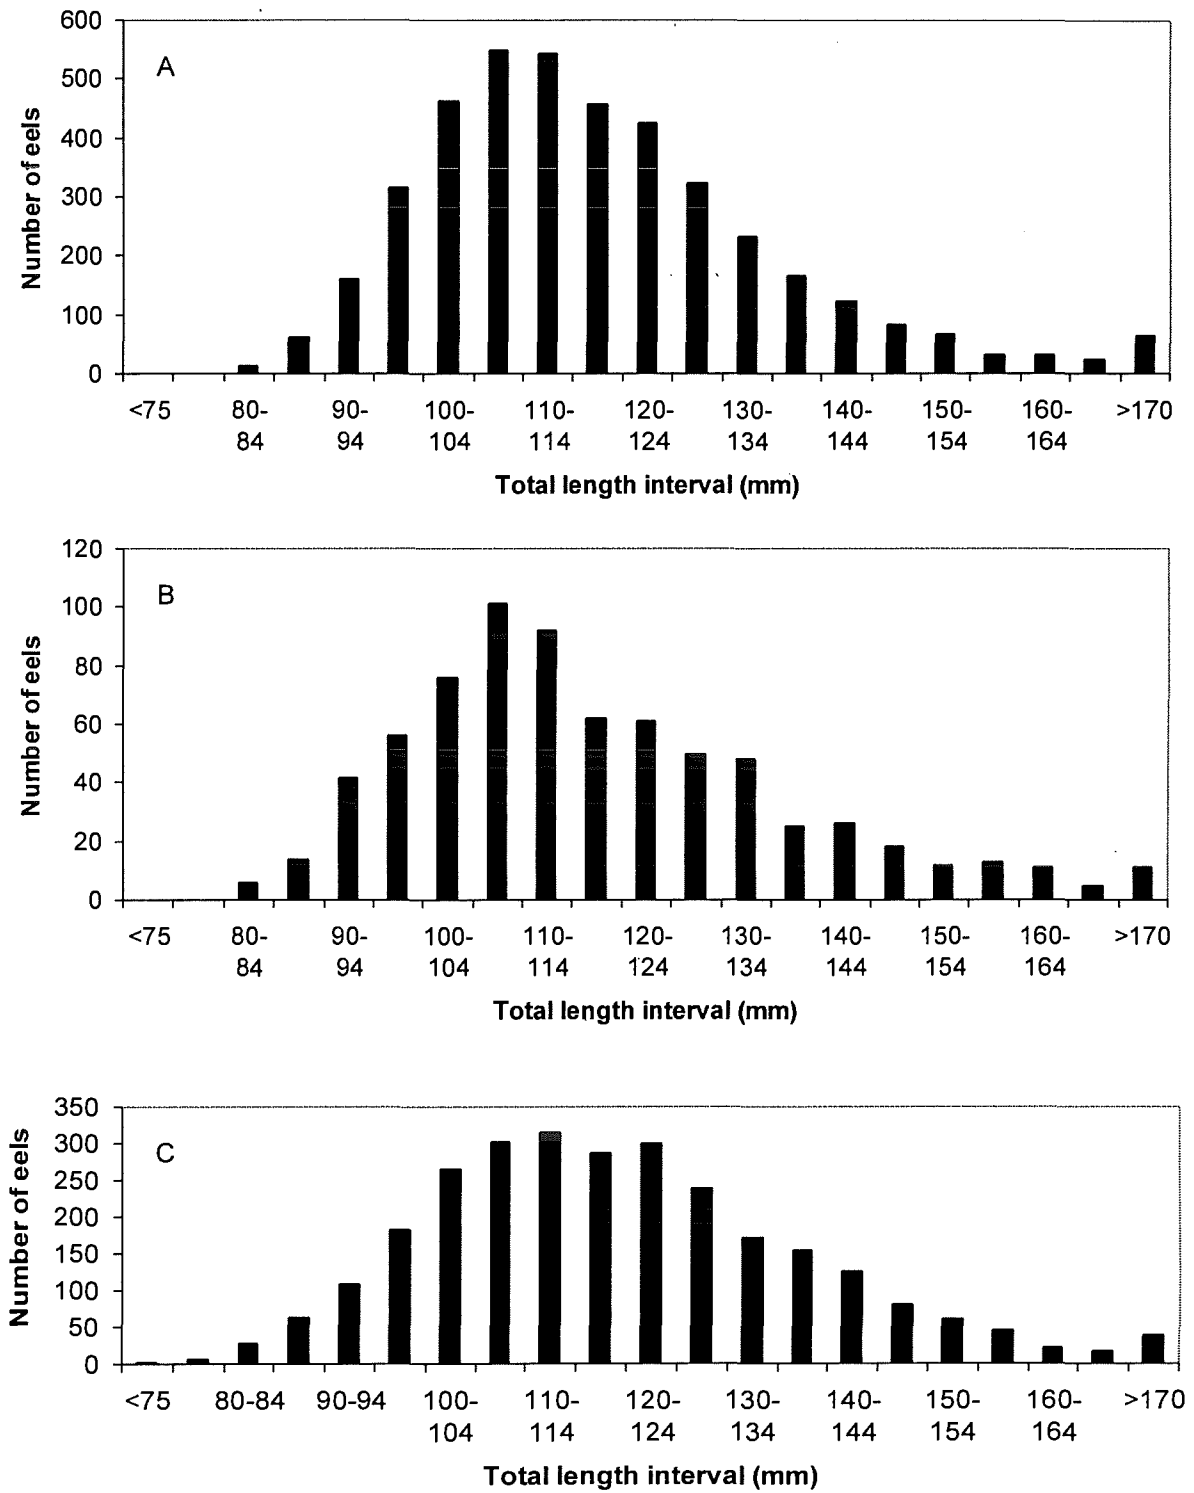 600
A
500
400
300
200
100
0
Number of eels
<75 80- 90- 100- 110- 120- 130- 140- 150- 160- >170
84 94 104 114 124 134 144 154 164
Total length interval (mm)
120
B
100
80
60
40
20
0
Number of eels
<75 80- 90- 100- 110- 120- 130- 140- 150- 160- >170
84 94 104 114 124 134 144 154 164
Total length interval (mm)
350
C
300
250
200
150
100
50
0
Number of eels
<75 80-84 90-94 100- 110- 120- 130- 140- 150- 160- >170
104 114 124 134 144 154 164
Total length interval (mm)